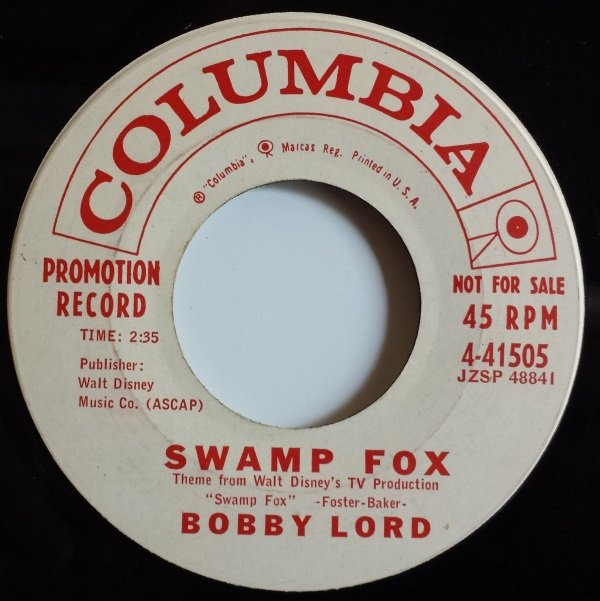 COLUMBIA
® "Columbia", Marcas Reg. Printed in U.S.A.
PROMOTION
RECORD
TIME: 2:35
Publisher:
Walt Disney
Music Co. (ASCAP)
NOT FOR SALE
45 RPM
4-41505
JZSP 48841
SWAMP FOX
Theme from Walt Disney's TV Production
"Swamp Fox" -Foster-Baker-
BOBBY LORD